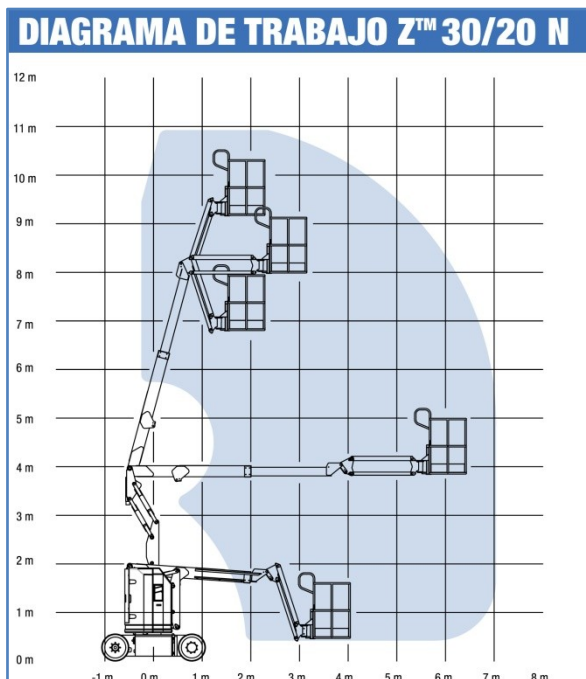 DIAGRAMA DE TRABAJO Z™ 30/20 N
12 m
11 m
10 m
9 m
8 m
7 m
6 m
5 m
4 m
3 m
2 m
1 m
0 m
-1 m 0 m 1 m 2 m 3 m 4 m 5 m 6 m 7 m 8 m